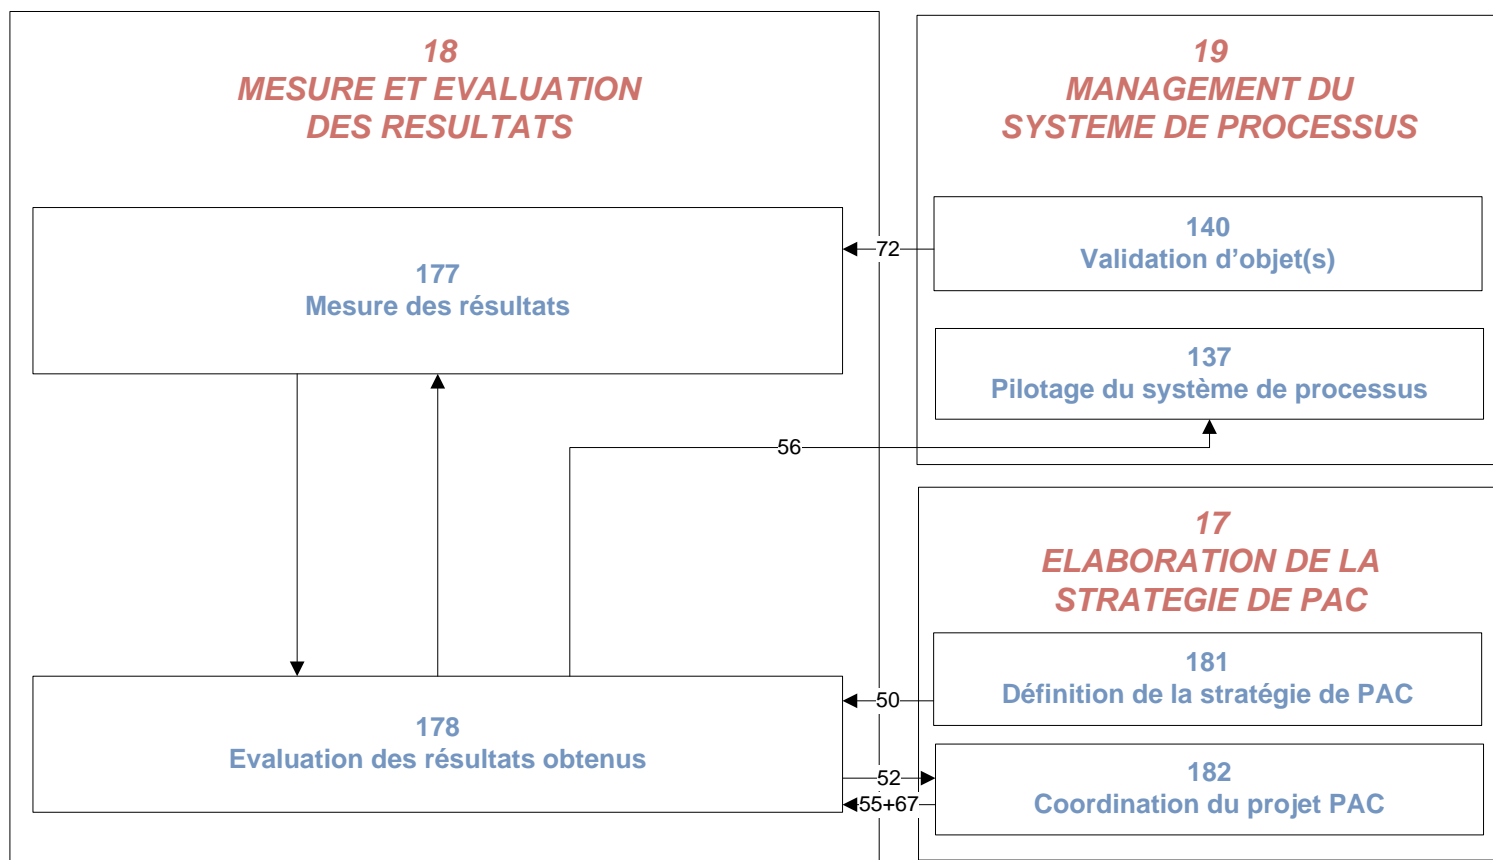 18
MESURE ET EVALUATION
DES RESULTATS
177
Mesure des résultats
178
Evaluation des résultats obtenus
72
56
50
52
55+67
19
MANAGEMENT DU
SYSTEME DE PROCESSUS
140
Validation d’objet(s)
137
Pilotage du système de processus
17
ELABORATION DE LA
STRATEGIE DE PAC
181
Définition de la stratégie de PAC
182
Coordination du projet PAC